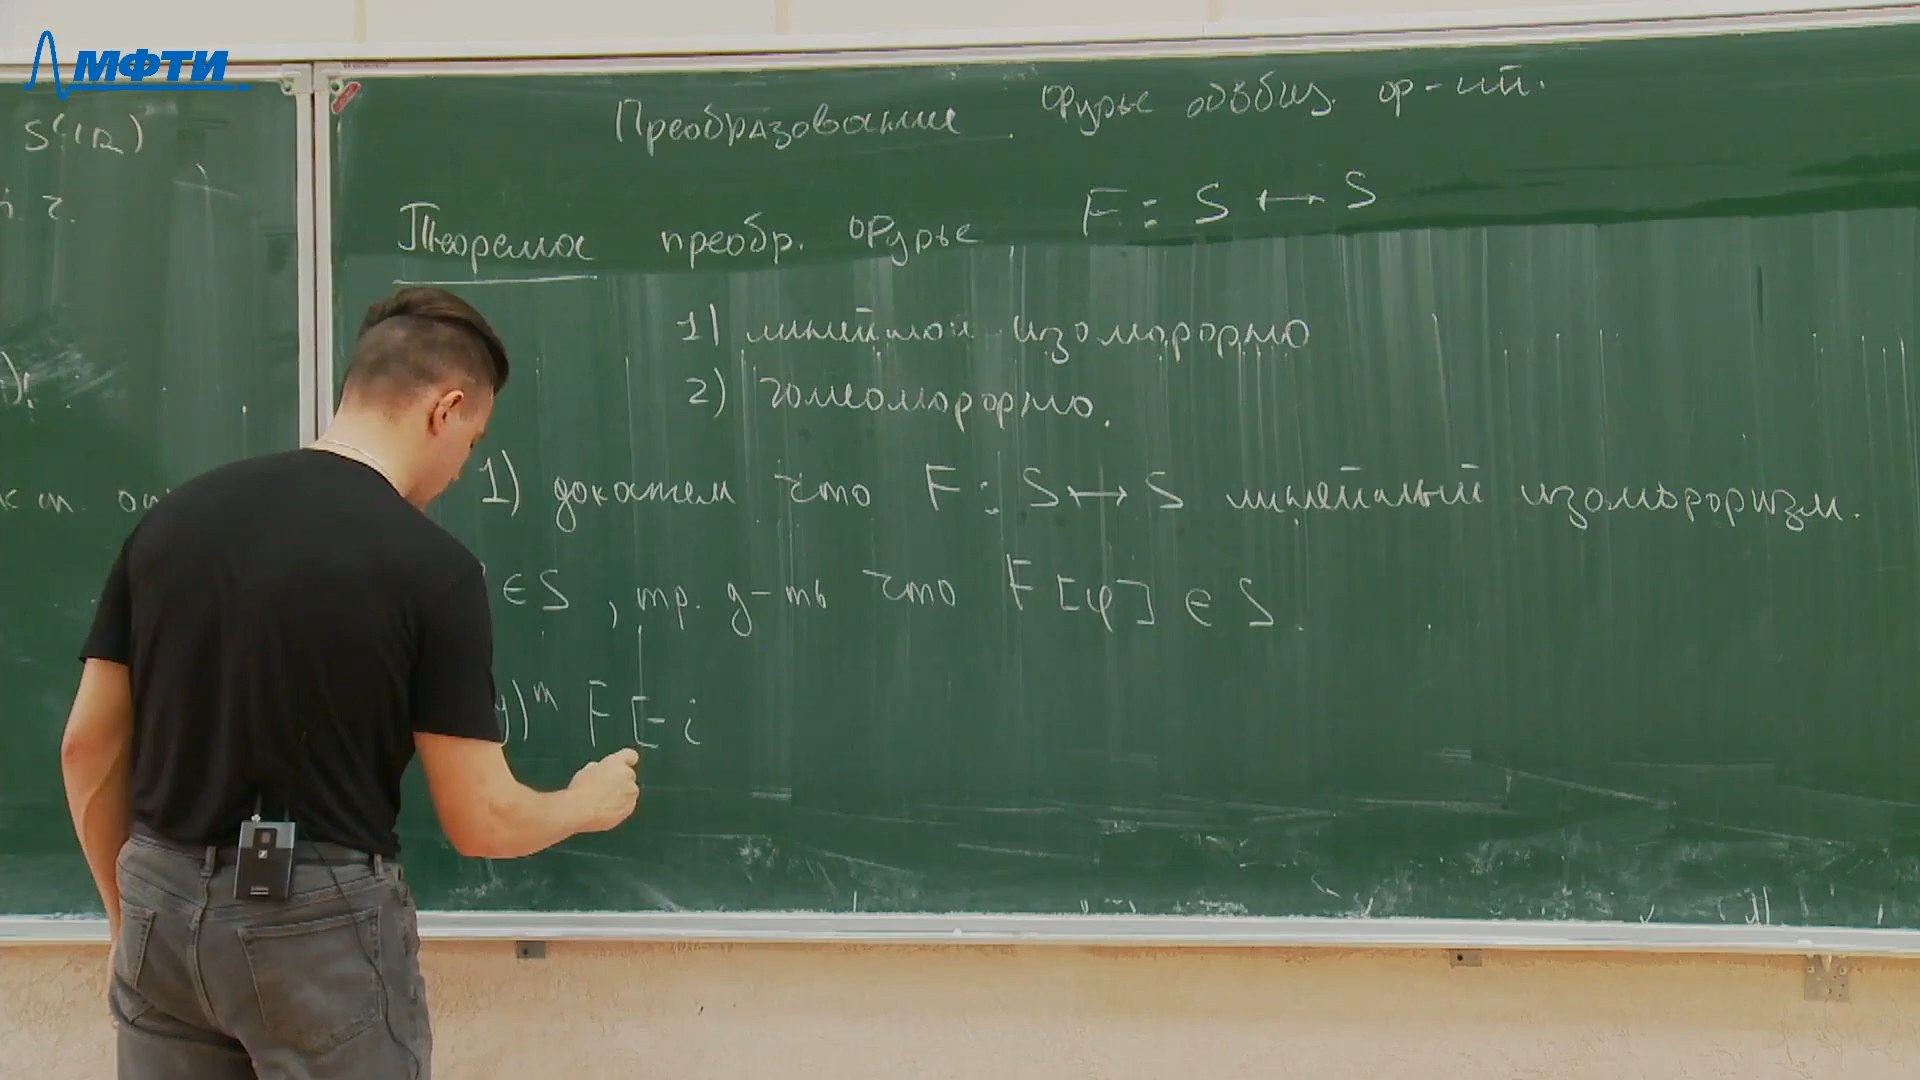 МФТИ
S'(ℝ)
Преобразование Фурье обобщ. ф-ций.
Теорема преобр. Фурье F : S ↔ S
1) линейно изоморфно
2) гомеоморфно.
1) докажем что F : S ↔ S линейный изоморфизм.
∈ S , тр. д-ть что F[φ] ∈ S.
y)^m F[-i